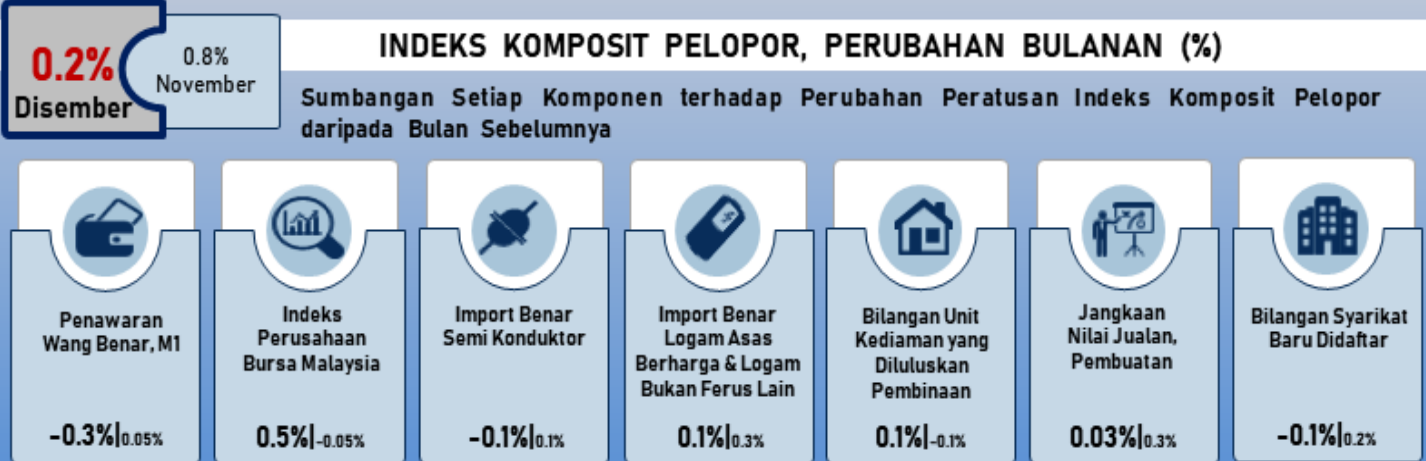 0.2%
Disember
0.8%
November
INDEKS KOMPOSIT PELOPOR, PERUBAHAN BULANAN (%)
Sumbangan Setiap Komponen terhadap Perubahan Peratusan Indeks Komposit Pelopor
daripada Bulan Sebelumnya
Penawaran
Wang Benar, M1
-0.3%|0.05%
Indeks
Perusahaan
Bursa Malaysia
0.5%|-0.05%
Import Benar
Semi Konduktor
-0.1%|0.1%
Import Benar
Logam Asas
Berharga & Logam
Bukan Ferus Lain
0.1%|0.3%
Bilangan Unit
Kediaman yang
Diluluskan
Pembinaan
0.1%|-0.1%
Jangkaan
Nilai Jualan,
Pembuatan
0.03%|0.3%
Bilangan Syarikat
Baru Didaftar
-0.1%|0.2%